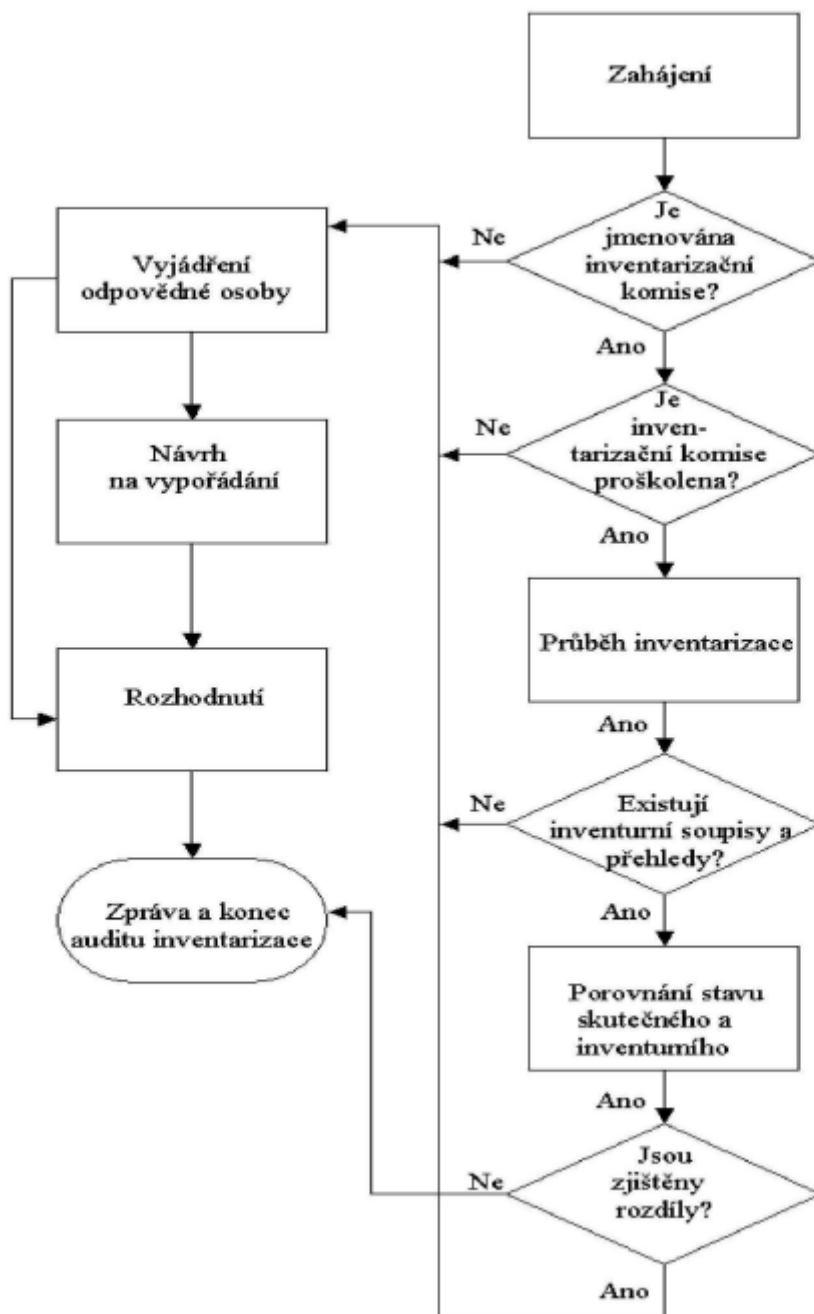 Zahájení
Je
jmenována
inventarizační
komise?
Ne
Ano
Je
inven-
tarizační komise
proškolena?
Ne
Ano
Průběh inventarizace
Ano
Existují
inventurní soupisy a
přehledy?
Ne
Ano
Porovnání stavu
skutečného a
inventurního
Ano
Jsou
zjištěny
rozdíly?
Ne
Ano
Vyjádření
odpovědné osoby
Návrh
na vypořádání
Rozhodnutí
Zpráva a konec
auditu inventarizace